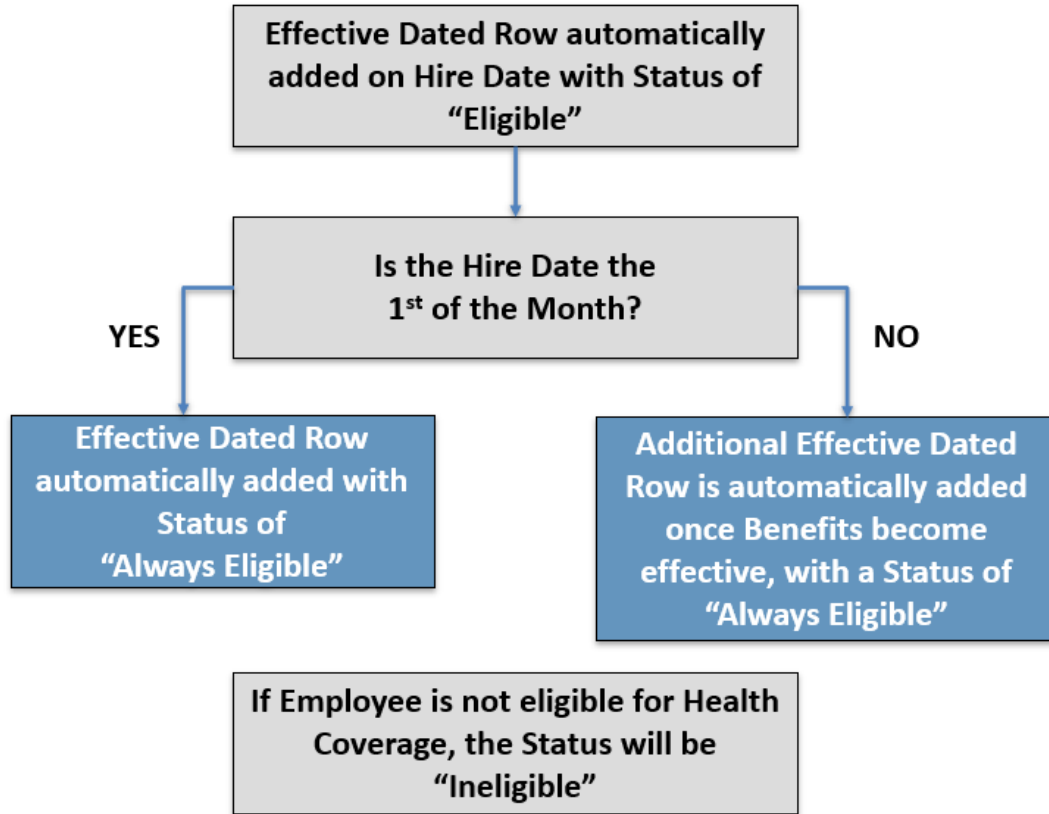 Effective Dated Row automatically
added on Hire Date with Status of
“Eligible”
Is the Hire Date the
1st of the Month?
YES
NO
Effective Dated Row
automatically added with
Status of
“Always Eligible”
Additional Effective Dated
Row is automatically added
once Benefits become
effective, with a Status of
“Always Eligible”
If Employee is not eligible for Health
Coverage, the Status will be
“Ineligible”